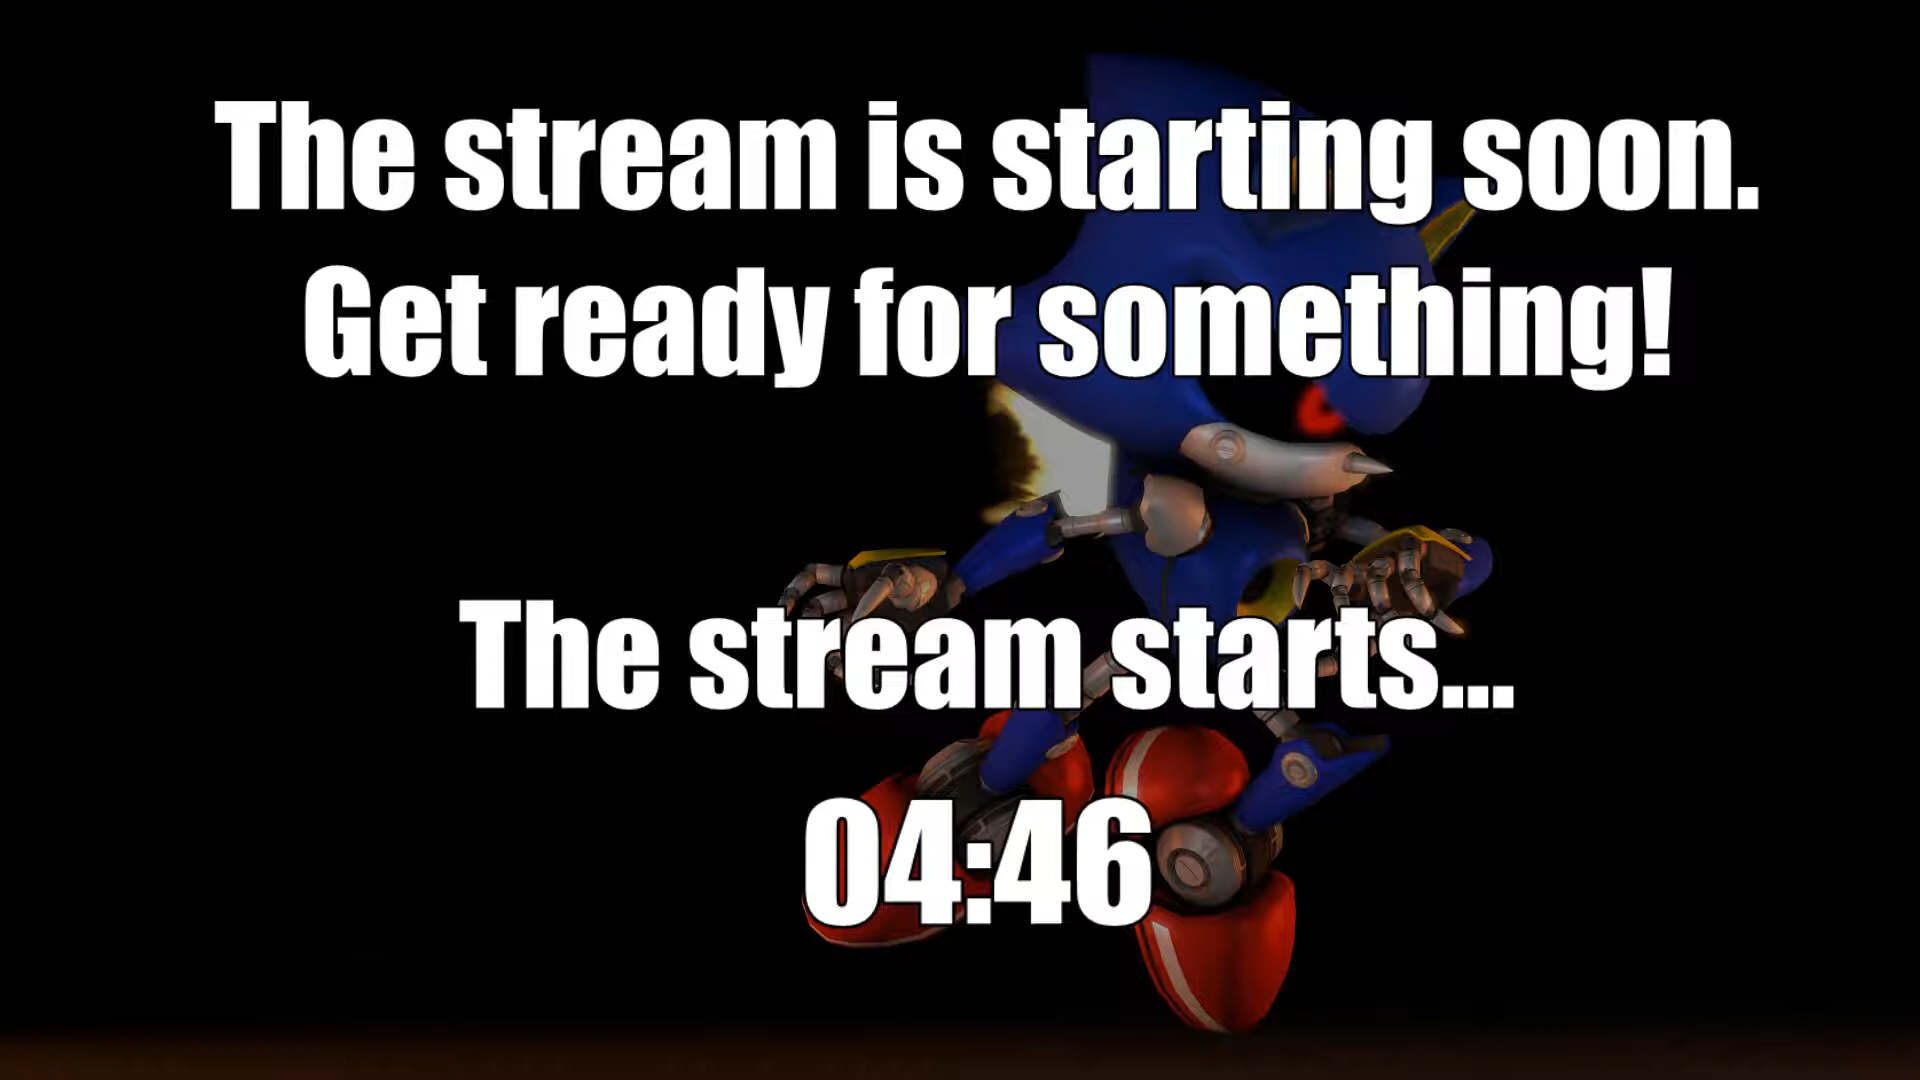 The stream is starting soon.
Get ready for something!
The stream starts...
04:46